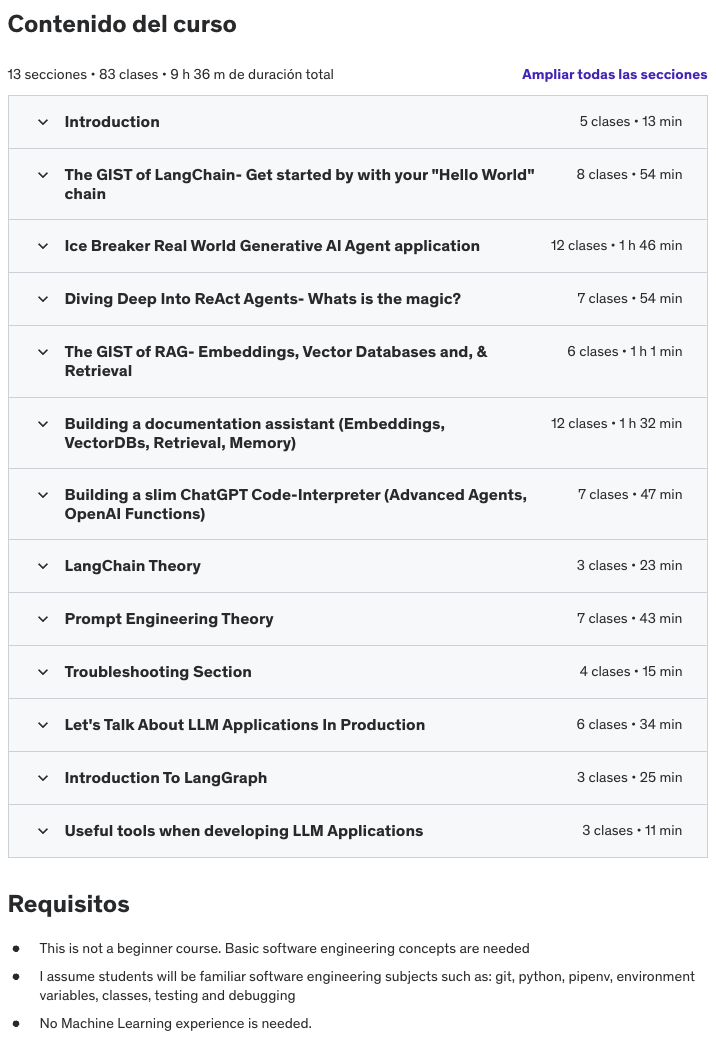 Contenido del curso
13 secciones • 83 clases • 9 h 36 m de duración total
Ampliar todas las secciones
Introduction
5 clases • 13 min
The GIST of LangChain- Get started by with your "Hello World"
chain
8 clases • 54 min
Ice Breaker Real World Generative AI Agent application
12 clases • 1 h 46 min
Diving Deep Into ReAct Agents- Whats is the magic?
7 clases • 54 min
The GIST of RAG- Embeddings, Vector Databases and, &
Retrieval
6 clases • 1 h 1 min
Building a documentation assistant (Embeddings,
VectorDBs, Retrieval, Memory)
12 clases • 1 h 32 min
Building a slim ChatGPT Code-Interpreter (Advanced Agents,
OpenAI Functions)
7 clases • 47 min
LangChain Theory
3 clases • 23 min
Prompt Engineering Theory
7 clases • 43 min
Troubleshooting Section
4 clases • 15 min
Let's Talk About LLM Applications In Production
6 clases • 34 min
Introduction To LangGraph
3 clases • 25 min
Useful tools when developing LLM Applications
3 clases • 11 min
Requisitos
• This is not a beginner course. Basic software engineering concepts are needed
• I assume students will be familiar software engineering subjects such as: git, python, pipenv, environment
variables, classes, testing and debugging
• No Machine Learning experience is needed.